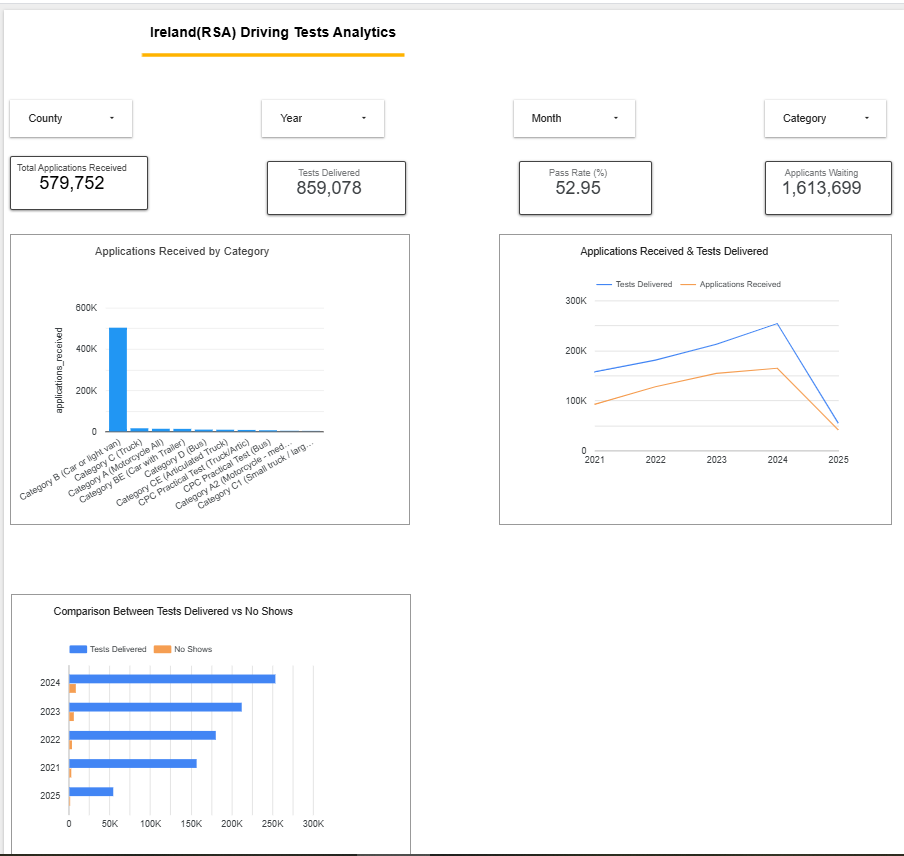 Ireland(RSA) Driving Tests Analytics
County
Year
Month
Category
Total Applications Received
579,752
Tests Delivered
859,078
Pass Rate (%)
52.95
Applicants Waiting
1,613,699
Applications Received by Category
applications_received
600K
400K
200K
0
Category B (Car or light van)
Category C (Truck)
Category A (Motorcycle All)
Category BE (Car with Trailer)
Category D (Bus)
Category CE (Articulated Truck)
CPC Practical Test (Truck/Artic)
CPC Practical Test (Bus)
Category A2 (Motorcycle - med…
Category C1 (Small truck / larg…
Applications Received & Tests Delivered
Tests Delivered
Applications Received
300K
200K
100K
0
2021
2022
2023
2024
2025
Comparison Between Tests Delivered vs No Shows
Tests Delivered
No Shows
2024
2023
2022
2021
2025
0
50K
100K
150K
200K
250K
300K